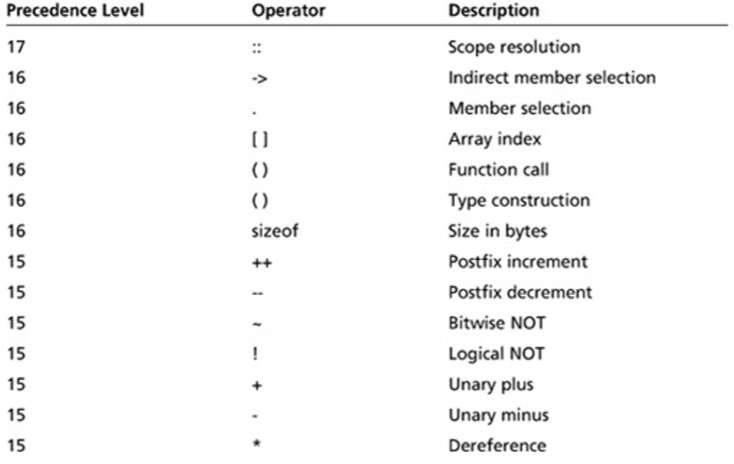 Precedence Level Operator Description
17 :: Scope resolution
16 -> Indirect member selection
16 . Member selection
16 [ ] Array index
16 ( ) Function call
16 ( ) Type construction
16 sizeof Size in bytes
15 ++ Postfix increment
15 -- Postfix decrement
15 ~ Bitwise NOT
15 ! Logical NOT
15 + Unary plus
15 - Unary minus
15 * Dereference